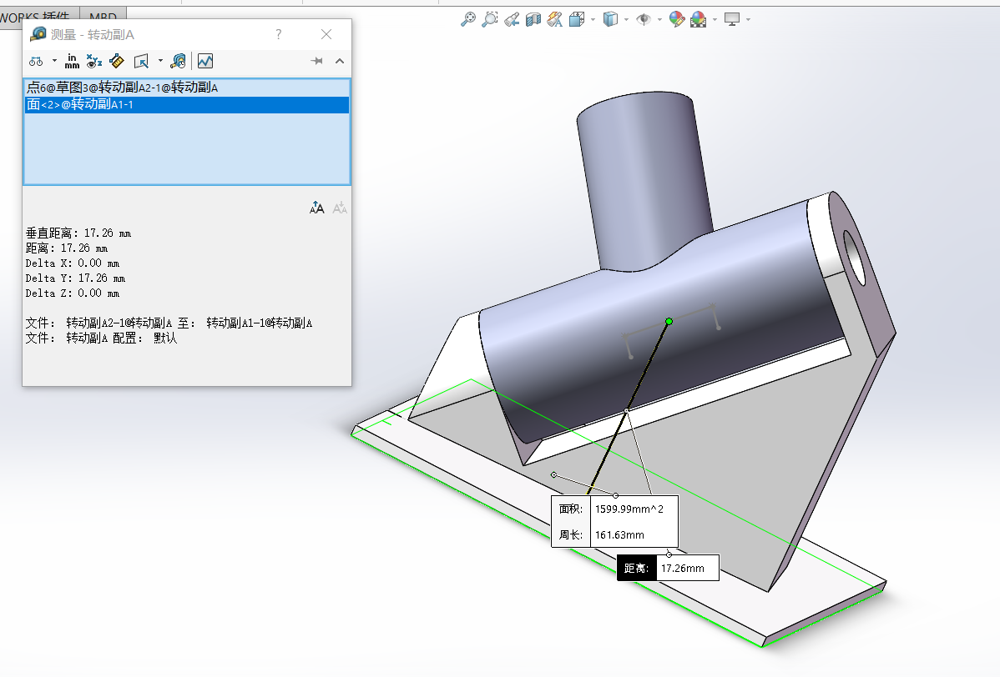 WORKS 插件 MBD
测量 - 转动副A
?
in
mm
点6@草图3@转动副A2-1@转动副A
面<2>@转动副A1-1
垂直距离: 17.26 mm
距离: 17.26 mm
Delta X: 0.00 mm
Delta Y: 17.26 mm
Delta Z: 0.00 mm
文件: 转动副A2-1@转动副A 至: 转动副A1-1@转动副A
文件: 转动副A 配置: 默认
面积: 1599.99mm^2
周长: 161.63mm
距离: 17.26mm